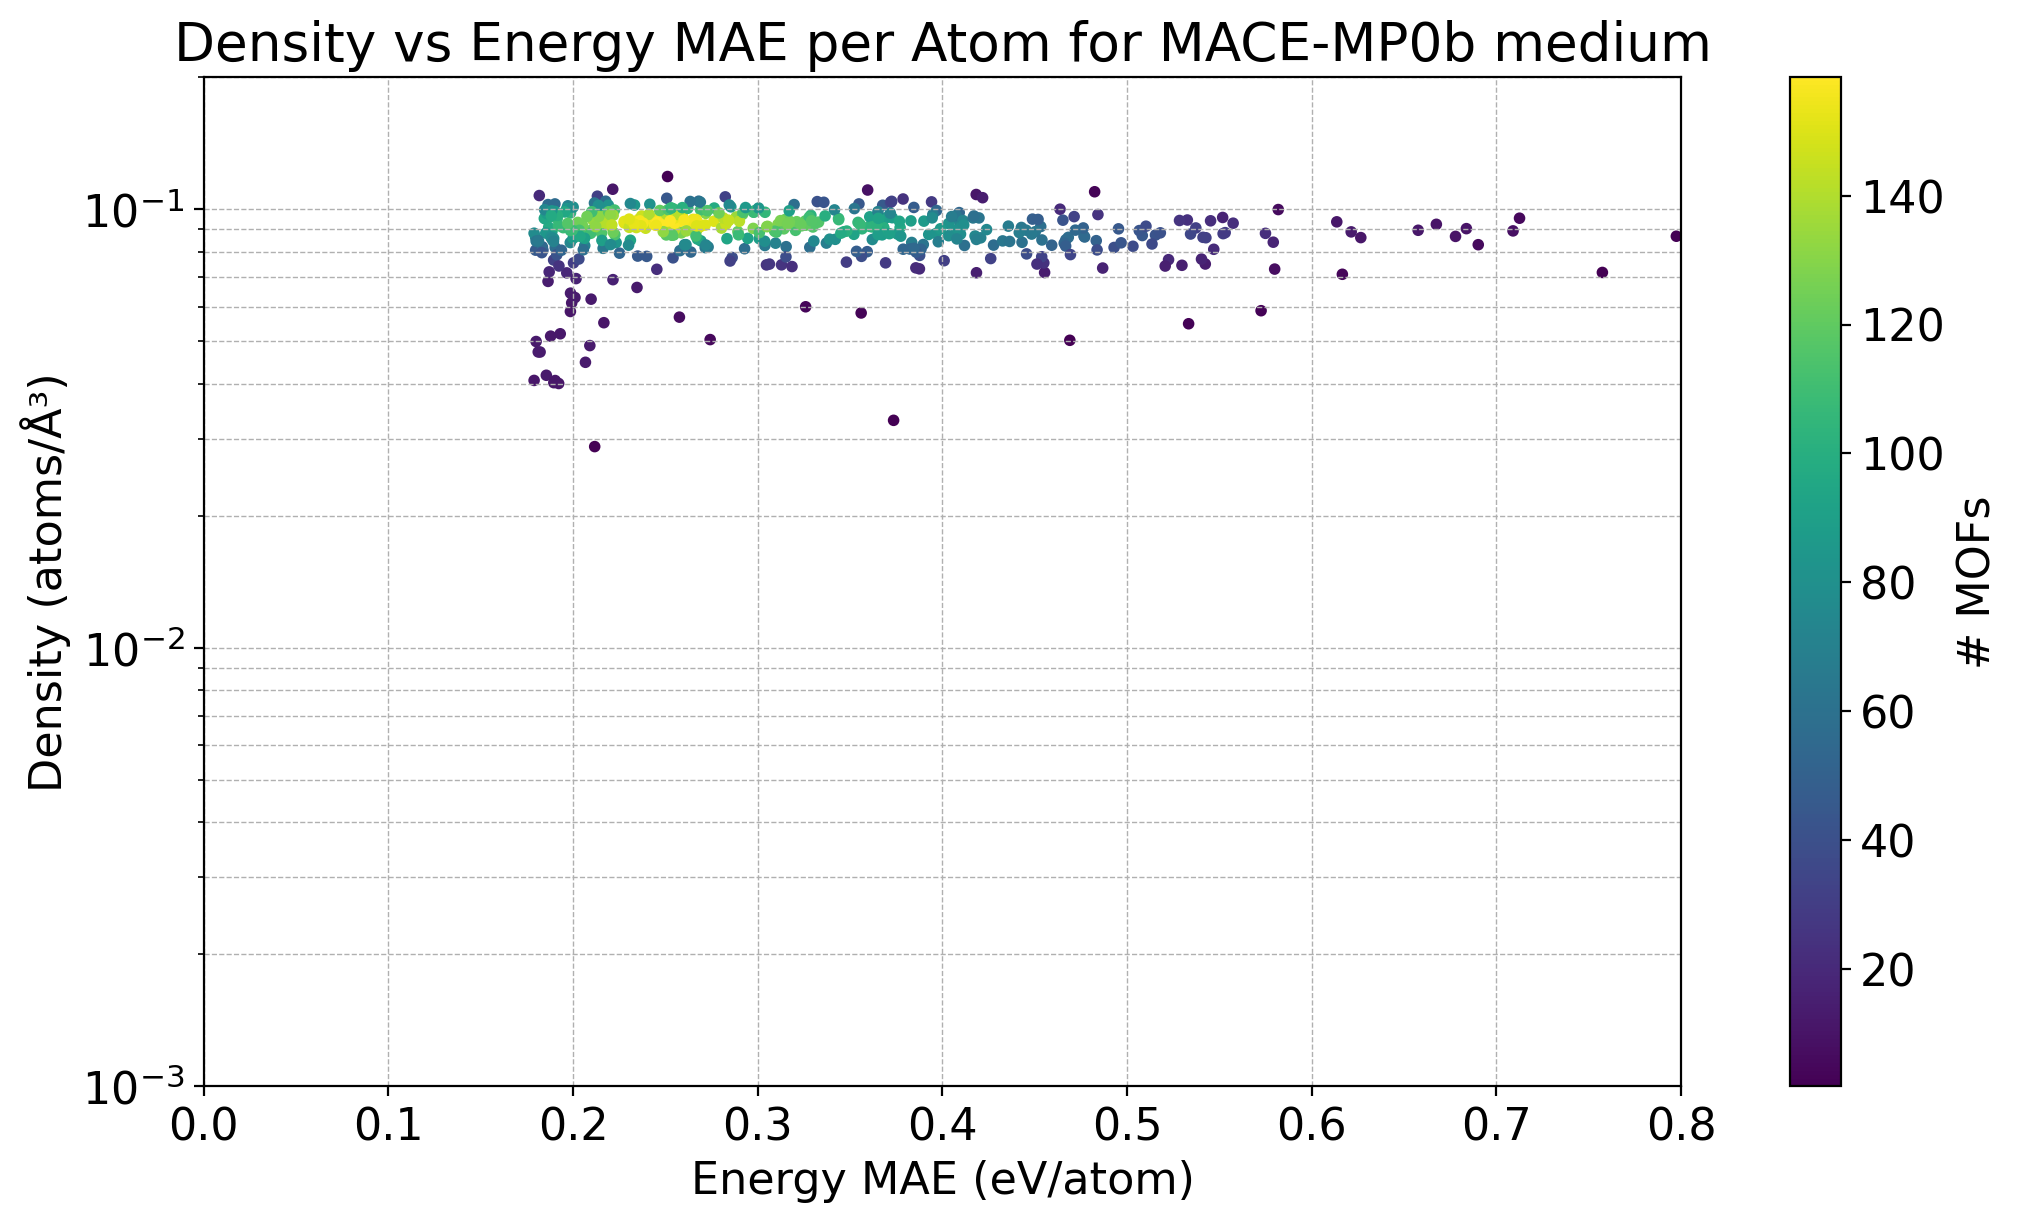 Density vs Energy MAE per Atom for MACE-MP0b medium
Density (atoms/Å³)
10⁻¹
10⁻²
10⁻³
0.0 0.1 0.2 0.3 0.4 0.5 0.6 0.7 0.8
Energy MAE (eV/atom)
140
120
100
80
60
40
20
# MOFs